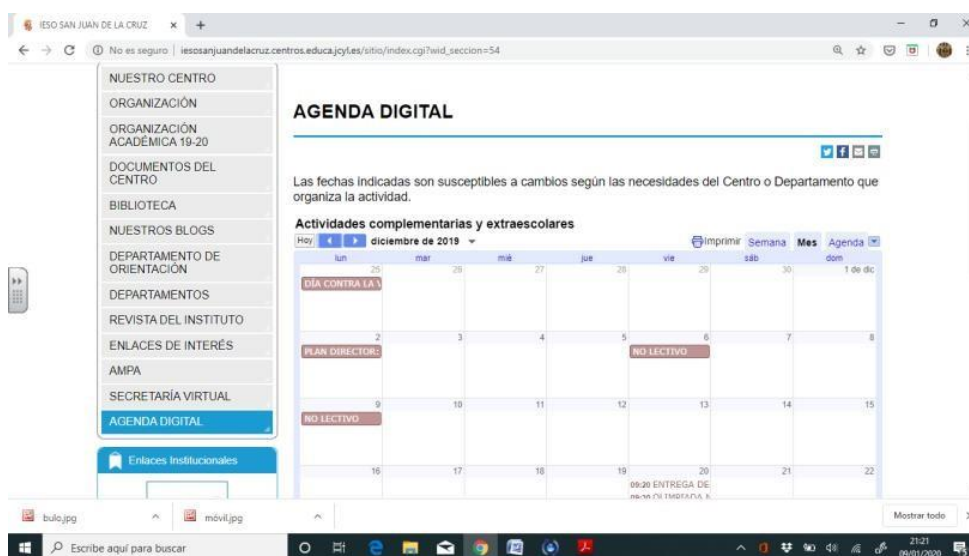 IESO SAN JUAN DE LA CRUZ
No es seguro | iesosanjuandelacruz.centros.educa.jcyl.es/sitio/index.cgi?wid_seccion=54
NUESTRO CENTRO
ORGANIZACIÓN
ORGANIZACIÓN
ACADÉMICA 19-20
DOCUMENTOS DEL
CENTRO
BIBLIOTECA
NUESTROS BLOGS
DEPARTAMENTO DE
ORIENTACIÓN
DEPARTAMENTOS
REVISTA DEL INSTITUTO
ENLACES DE INTERÉS
AMPA
SECRETARÍA VIRTUAL
AGENDA DIGITAL
Enlaces Institucionales
AGENDA DIGITAL
Las fechas indicadas son susceptibles a cambios según las necesidades del Centro o Departamento que
organiza la actividad.
Actividades complementarias y extraescolares
Hoy diciembre de 2019 Imprimir Semana Mes Agenda
lun mar mié jue vie sáb dom
25 26 27 28 29 30 1 de dic
DÍA CONTRA LA V
2 3 4 5 6 7 8
PLAN DIRECTOR: NO LECTIVO
9 10 11 12 13 14 15
NO LECTIVO
16 17 18 19 20 21 22
09:20 ENTREGA DE
09:20 OLIMPIADA
bulo.jpg móvil.jpg Mostrar todo
Escribe aquí para buscar
21:21
09/01/2020